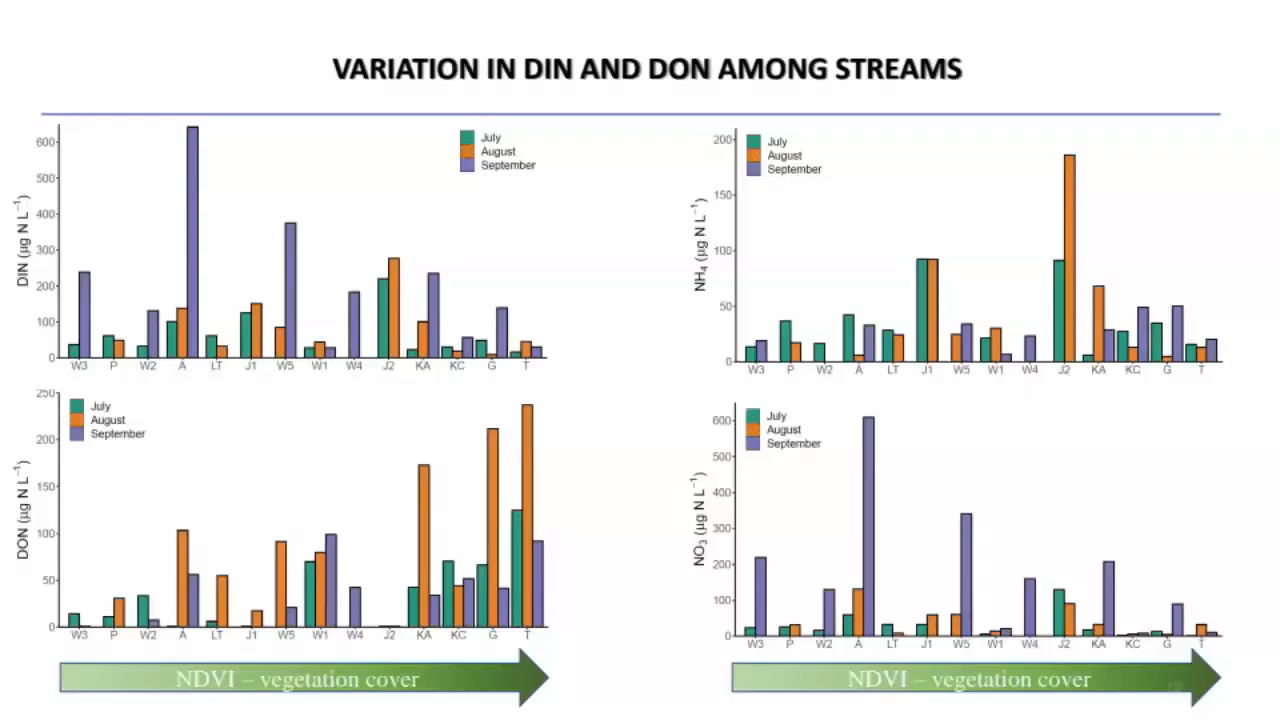 VARIATION IN DIN AND DON AMONG STREAMS
DIN (µg N L⁻¹)
600
500
400
300
200
100
0
July
August
September
W3 P W2 A LT J1 W5 W1 W4 J2 KA KC G T
NH₄ (µg N L⁻¹)
200
150
100
50
0
July
August
September
W3 P W2 A LT J1 W5 W1 W4 J2 KA KC G T
DON (µg N L⁻¹)
250
200
150
100
50
0
July
August
September
W3 P W2 A LT J1 W5 W1 W4 J2 KA KC G T
NO₃ (µg N L⁻¹)
600
500
400
300
200
100
0
July
August
September
W3 P W2 A LT J1 W5 W1 W4 J2 KA KC G T
NDVI – vegetation cover
NDVI – vegetation cover